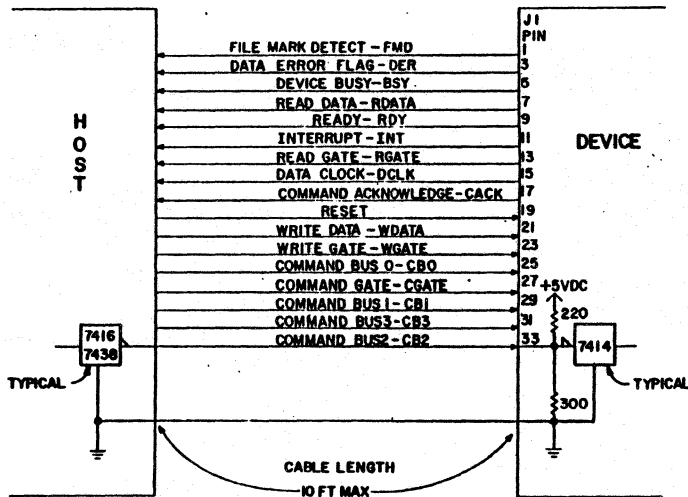 J1
PIN
FILE MARK DETECT-FMD 1
DATA ERROR FLAG-DER 3
DEVICE BUSY-BSY 5
READ DATA-RDATA 7
READY-RDY 9
INTERRUPT-INT 11
READ GATE-RGATE 13
DATA CLOCK-DCLK 15
COMMAND ACKNOWLEDGE-CACK 17
RESET 19
WRITE DATA-WDATA 21
WRITE GATE-WGATE 23
COMMAND BUS 0-CB0 25
COMMAND GATE-CGATE 27
COMMAND BUS1-CB1 29
COMMAND BUS3-CB3 31
COMMAND BUS2-CB2 33
HOST
DEVICE
+5VDC
220
7416
7438
7414
TYPICAL
TYPICAL
300
CABLE LENGTH
10 FT MAX